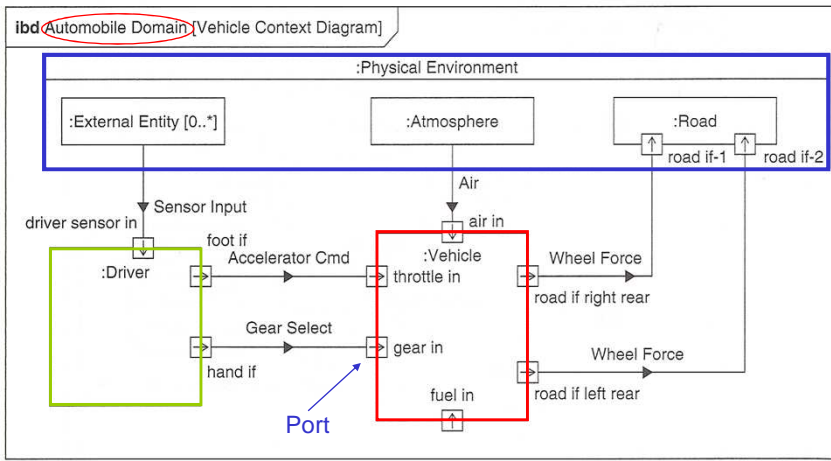 ibd Automobile Domain [Vehicle Context Diagram]
:Physical Environment
:External Entity [0..*]
:Atmosphere
:Road
road if-1
road if-2
Air
Sensor Input
driver sensor in
air in
foot if
:Driver
Accelerator Cmd
:Vehicle
throttle in
Wheel Force
road if right rear
Gear Select
gear in
hand if
Wheel Force
road if left rear
fuel in
Port